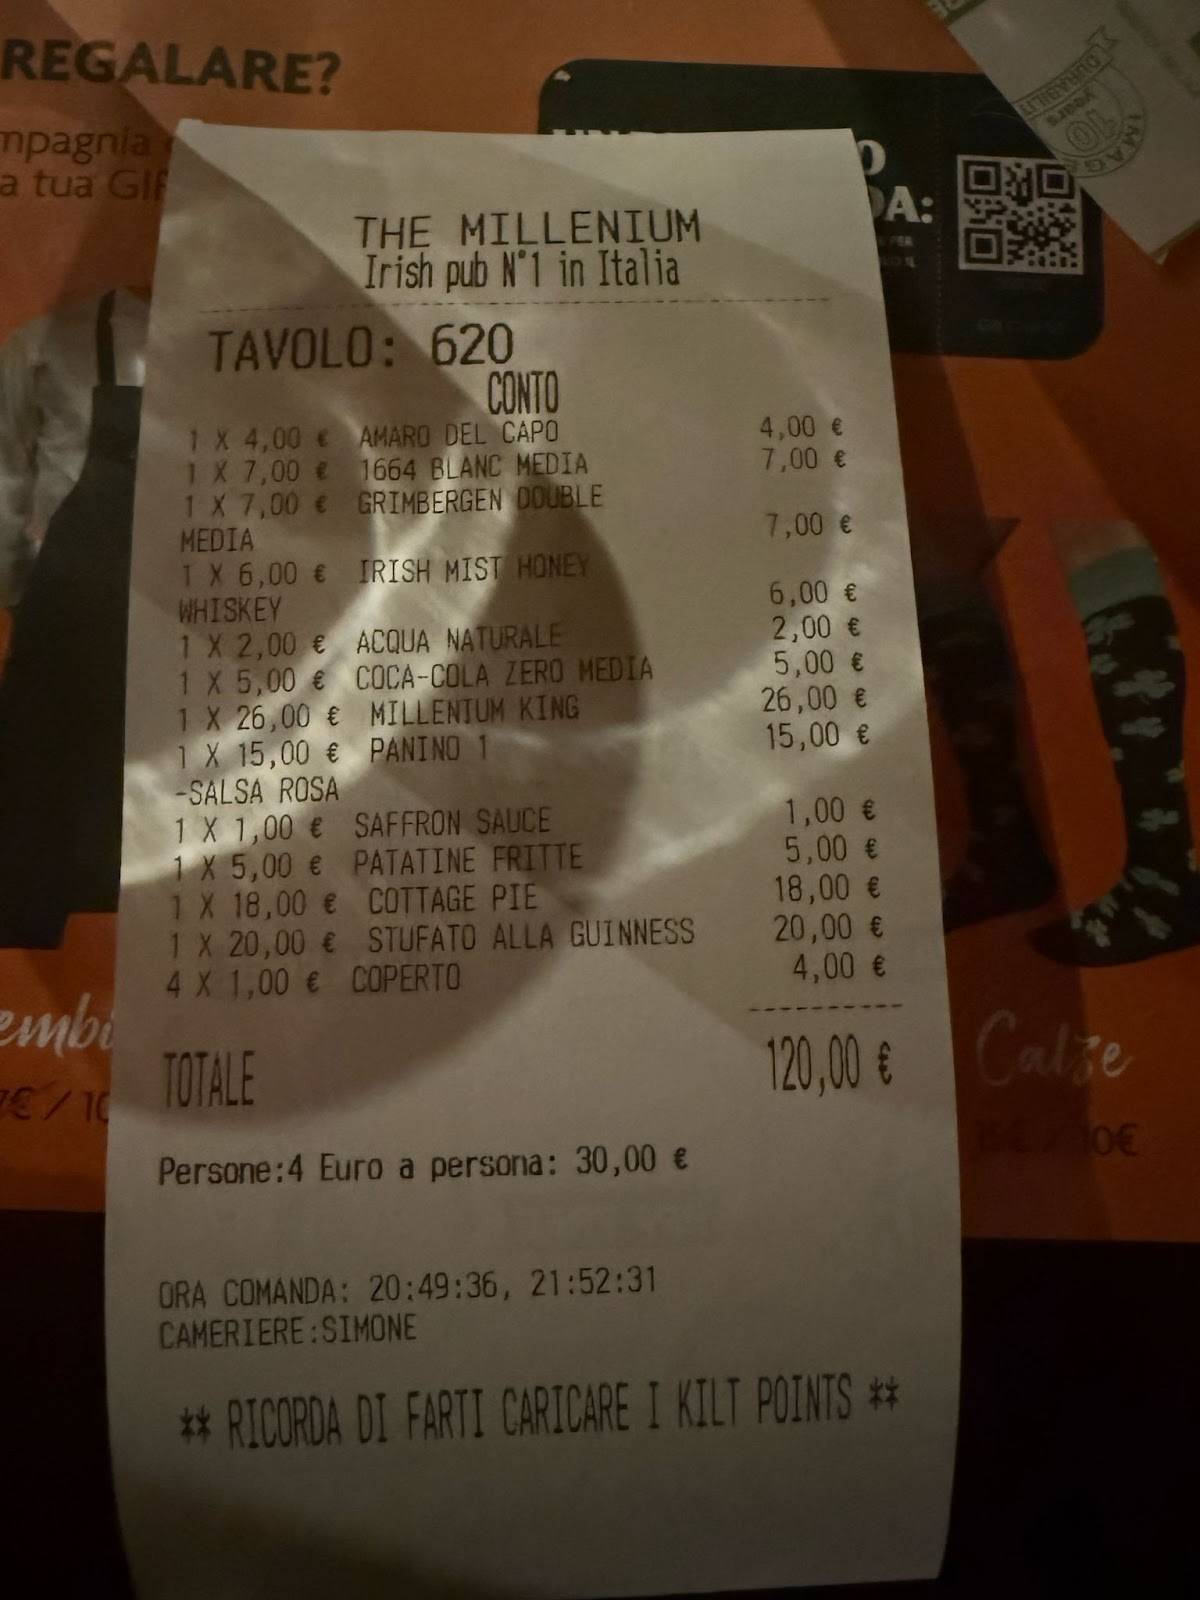 REGALARE?
mpagnia
a tua GIF
O
DA:
IMAG
10
years
DURABILIT
THE MILLENIUM
Irish pub N°1 in Italia
TAVOLO: 620
CONTO
1 X 4,00 € AMARO DEL CAPO 4,00 €
1 X 7,00 € 1664 BLANC MEDIA 7,00 €
1 X 7,00 € GRIMBERGEN DOUBLE
MEDIA 7,00 €
1 X 6,00 € IRISH MIST HONEY
WHISKEY 6,00 €
1 X 2,00 € ACQUA NATURALE 2,00 €
1 X 5,00 € COCA-COLA ZERO MEDIA 5,00 €
1 X 26,00 € MILLENIUM KING 26,00 €
1 X 15,00 € PANINO 1 15,00 €
-SALSA ROSA
1 X 1,00 € SAFFRON SAUCE 1,00 €
1 X 5,00 € PATATINE FRITTE 5,00 €
1 X 18,00 € COTTAGE PIE 18,00 €
1 X 20,00 € STUFATO ALLA GUINNESS 20,00 €
4 X 1,00 € COPERTO 4,00 €
TOTALE 120,00 €
Persone:4 Euro a persona: 30,00 €
ORA COMANDA: 20:49:36, 21:52:31
CAMERIERE:SIMONE
** RICORDA DI FARTI CARICARE I KILT POINTS **
embi
Calze